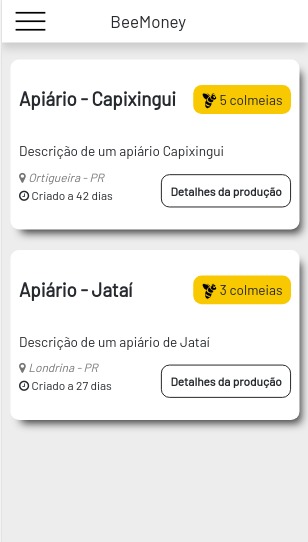 BeeMoney
Apiário - Capixingui
5 colmeias
Descrição de um apiário Capixingui
Ortigueira - PR
Criado a 42 dias
Detalhes da produção
Apiário - Jataí
3 colmeias
Descrição de um apiário de Jataí
Londrina - PR
Criado a 27 dias
Detalhes da produção